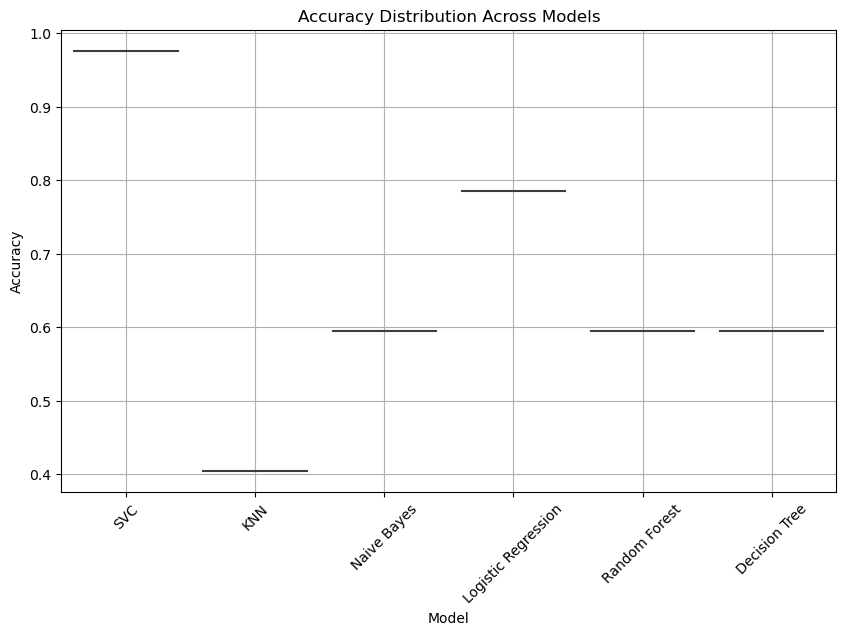 Accuracy Distribution Across Models
1.0
0.9
0.8
0.7
0.6
0.5
0.4
Accuracy
SVC
KNN
Naive Bayes
Logistic Regression
Random Forest
Decision Tree
Model